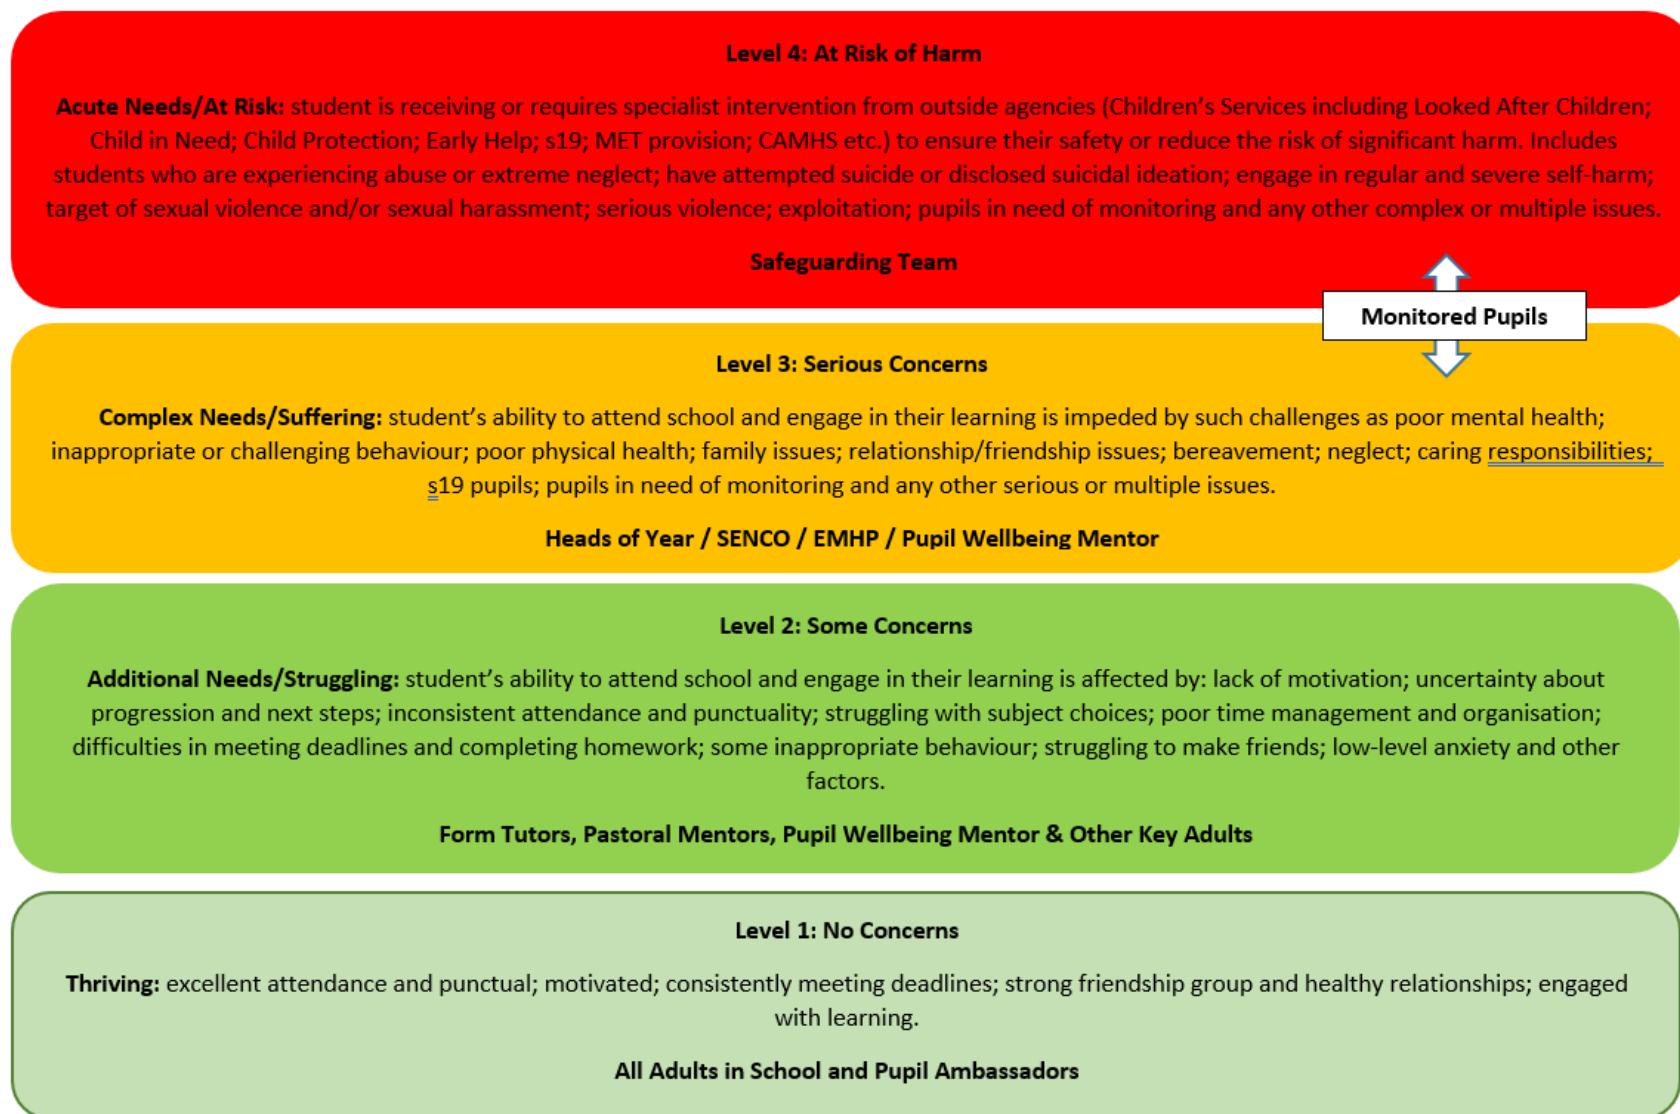 Level 4: At Risk of Harm
Acute Needs/At Risk: student is receiving or requires specialist intervention from outside agencies (Children’s Services including Looked After Children;
Child in Need; Child Protection; Early Help; s19; MET provision; CAMHS etc.) to ensure their safety or reduce the risk of significant harm. Includes
students who are experiencing abuse or extreme neglect; have attempted suicide or disclosed suicidal ideation; engage in regular and severe self-harm;
target of sexual violence and/or sexual harassment; serious violence; exploitation; pupils in need of monitoring and any other complex or multiple issues.
Safeguarding Team
Monitored Pupils
Level 3: Serious Concerns
Complex Needs/Suffering: student’s ability to attend school and engage in their learning is impeded by such challenges as poor mental health;
inappropriate or challenging behaviour; poor physical health; family issues; relationship/friendship issues; bereavement; neglect; caring responsibilities;
s19 pupils; pupils in need of monitoring and any other serious or multiple issues.
Heads of Year / SENCO / EMHP / Pupil Wellbeing Mentor
Level 2: Some Concerns
Additional Needs/Struggling: student’s ability to attend school and engage in their learning is affected by: lack of motivation; uncertainty about
progression and next steps; inconsistent attendance and punctuality; struggling with subject choices; poor time management and organisation;
difficulties in meeting deadlines and completing homework; some inappropriate behaviour; struggling to make friends; low-level anxiety and other
factors.
Form Tutors, Pastoral Mentors, Pupil Wellbeing Mentor & Other Key Adults
Level 1: No Concerns
Thriving: excellent attendance and punctual; motivated; consistently meeting deadlines; strong friendship group and healthy relationships; engaged
with learning.
All Adults in School and Pupil Ambassadors